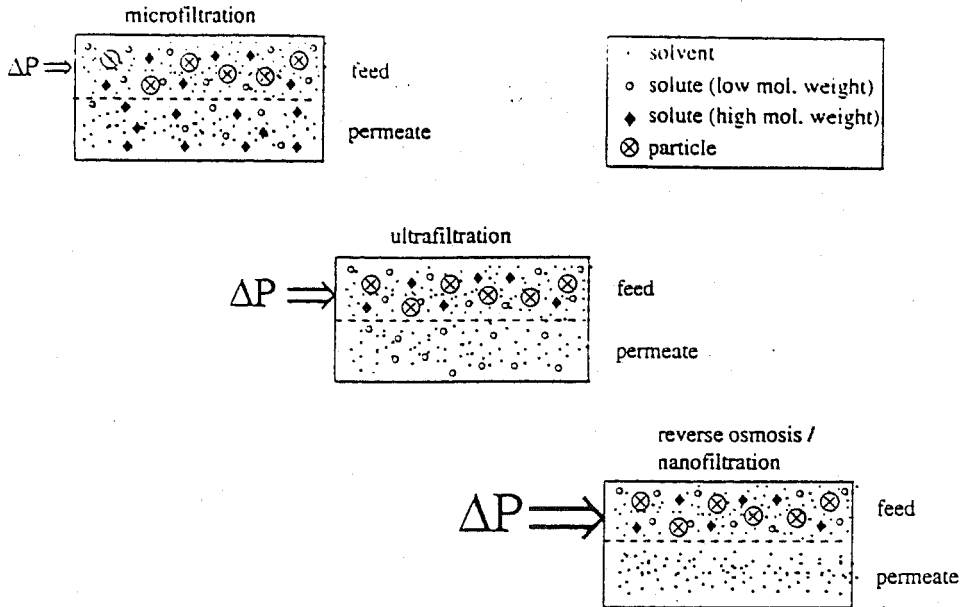 microfiltration
ΔP
feed
permeate
solvent
solute (low mol. weight)
solute (high mol. weight)
particle
ultrafiltration
ΔP
feed
permeate
reverse osmosis /
nanofiltration
ΔP
feed
permeate